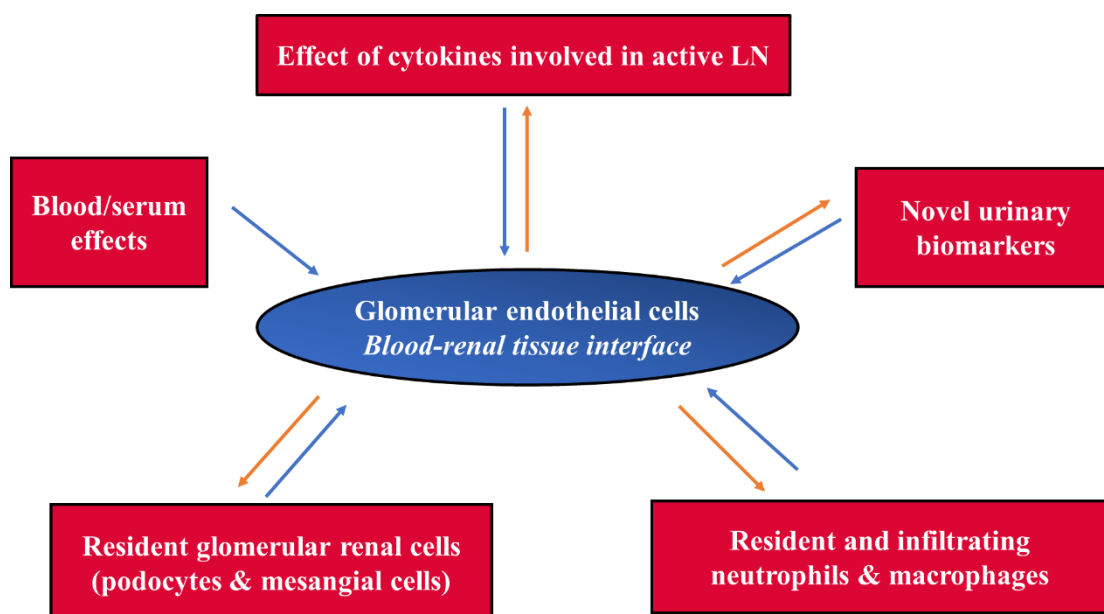 Effect of cytokines involved in active LN
Blood/serum
effects
Novel urinary
biomarkers
Glomerular endothelial cells
Blood-renal tissue interface
Resident glomerular renal cells
(podocytes & mesangial cells)
Resident and infiltrating
neutrophils & macrophages